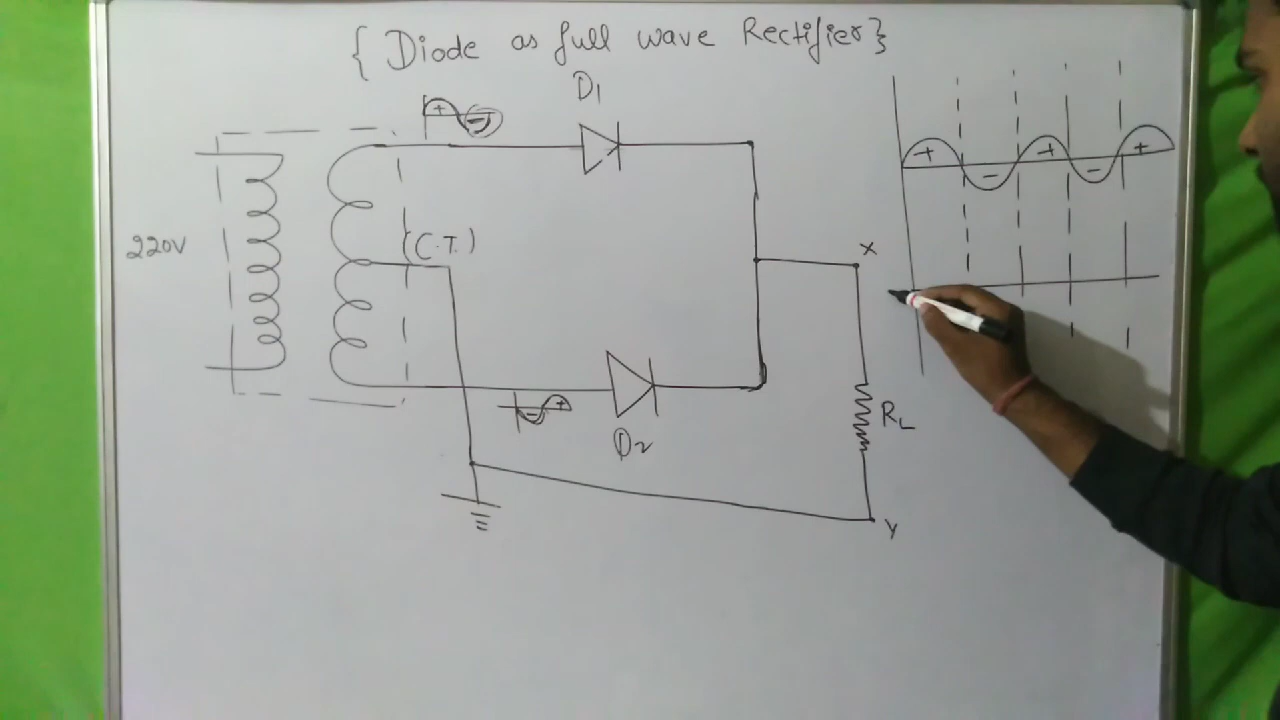 { Diode as full wave Rectifier }
D1
+ -
+ - + - +
220V
(C.T.)
X
- +
RL
D2
Y